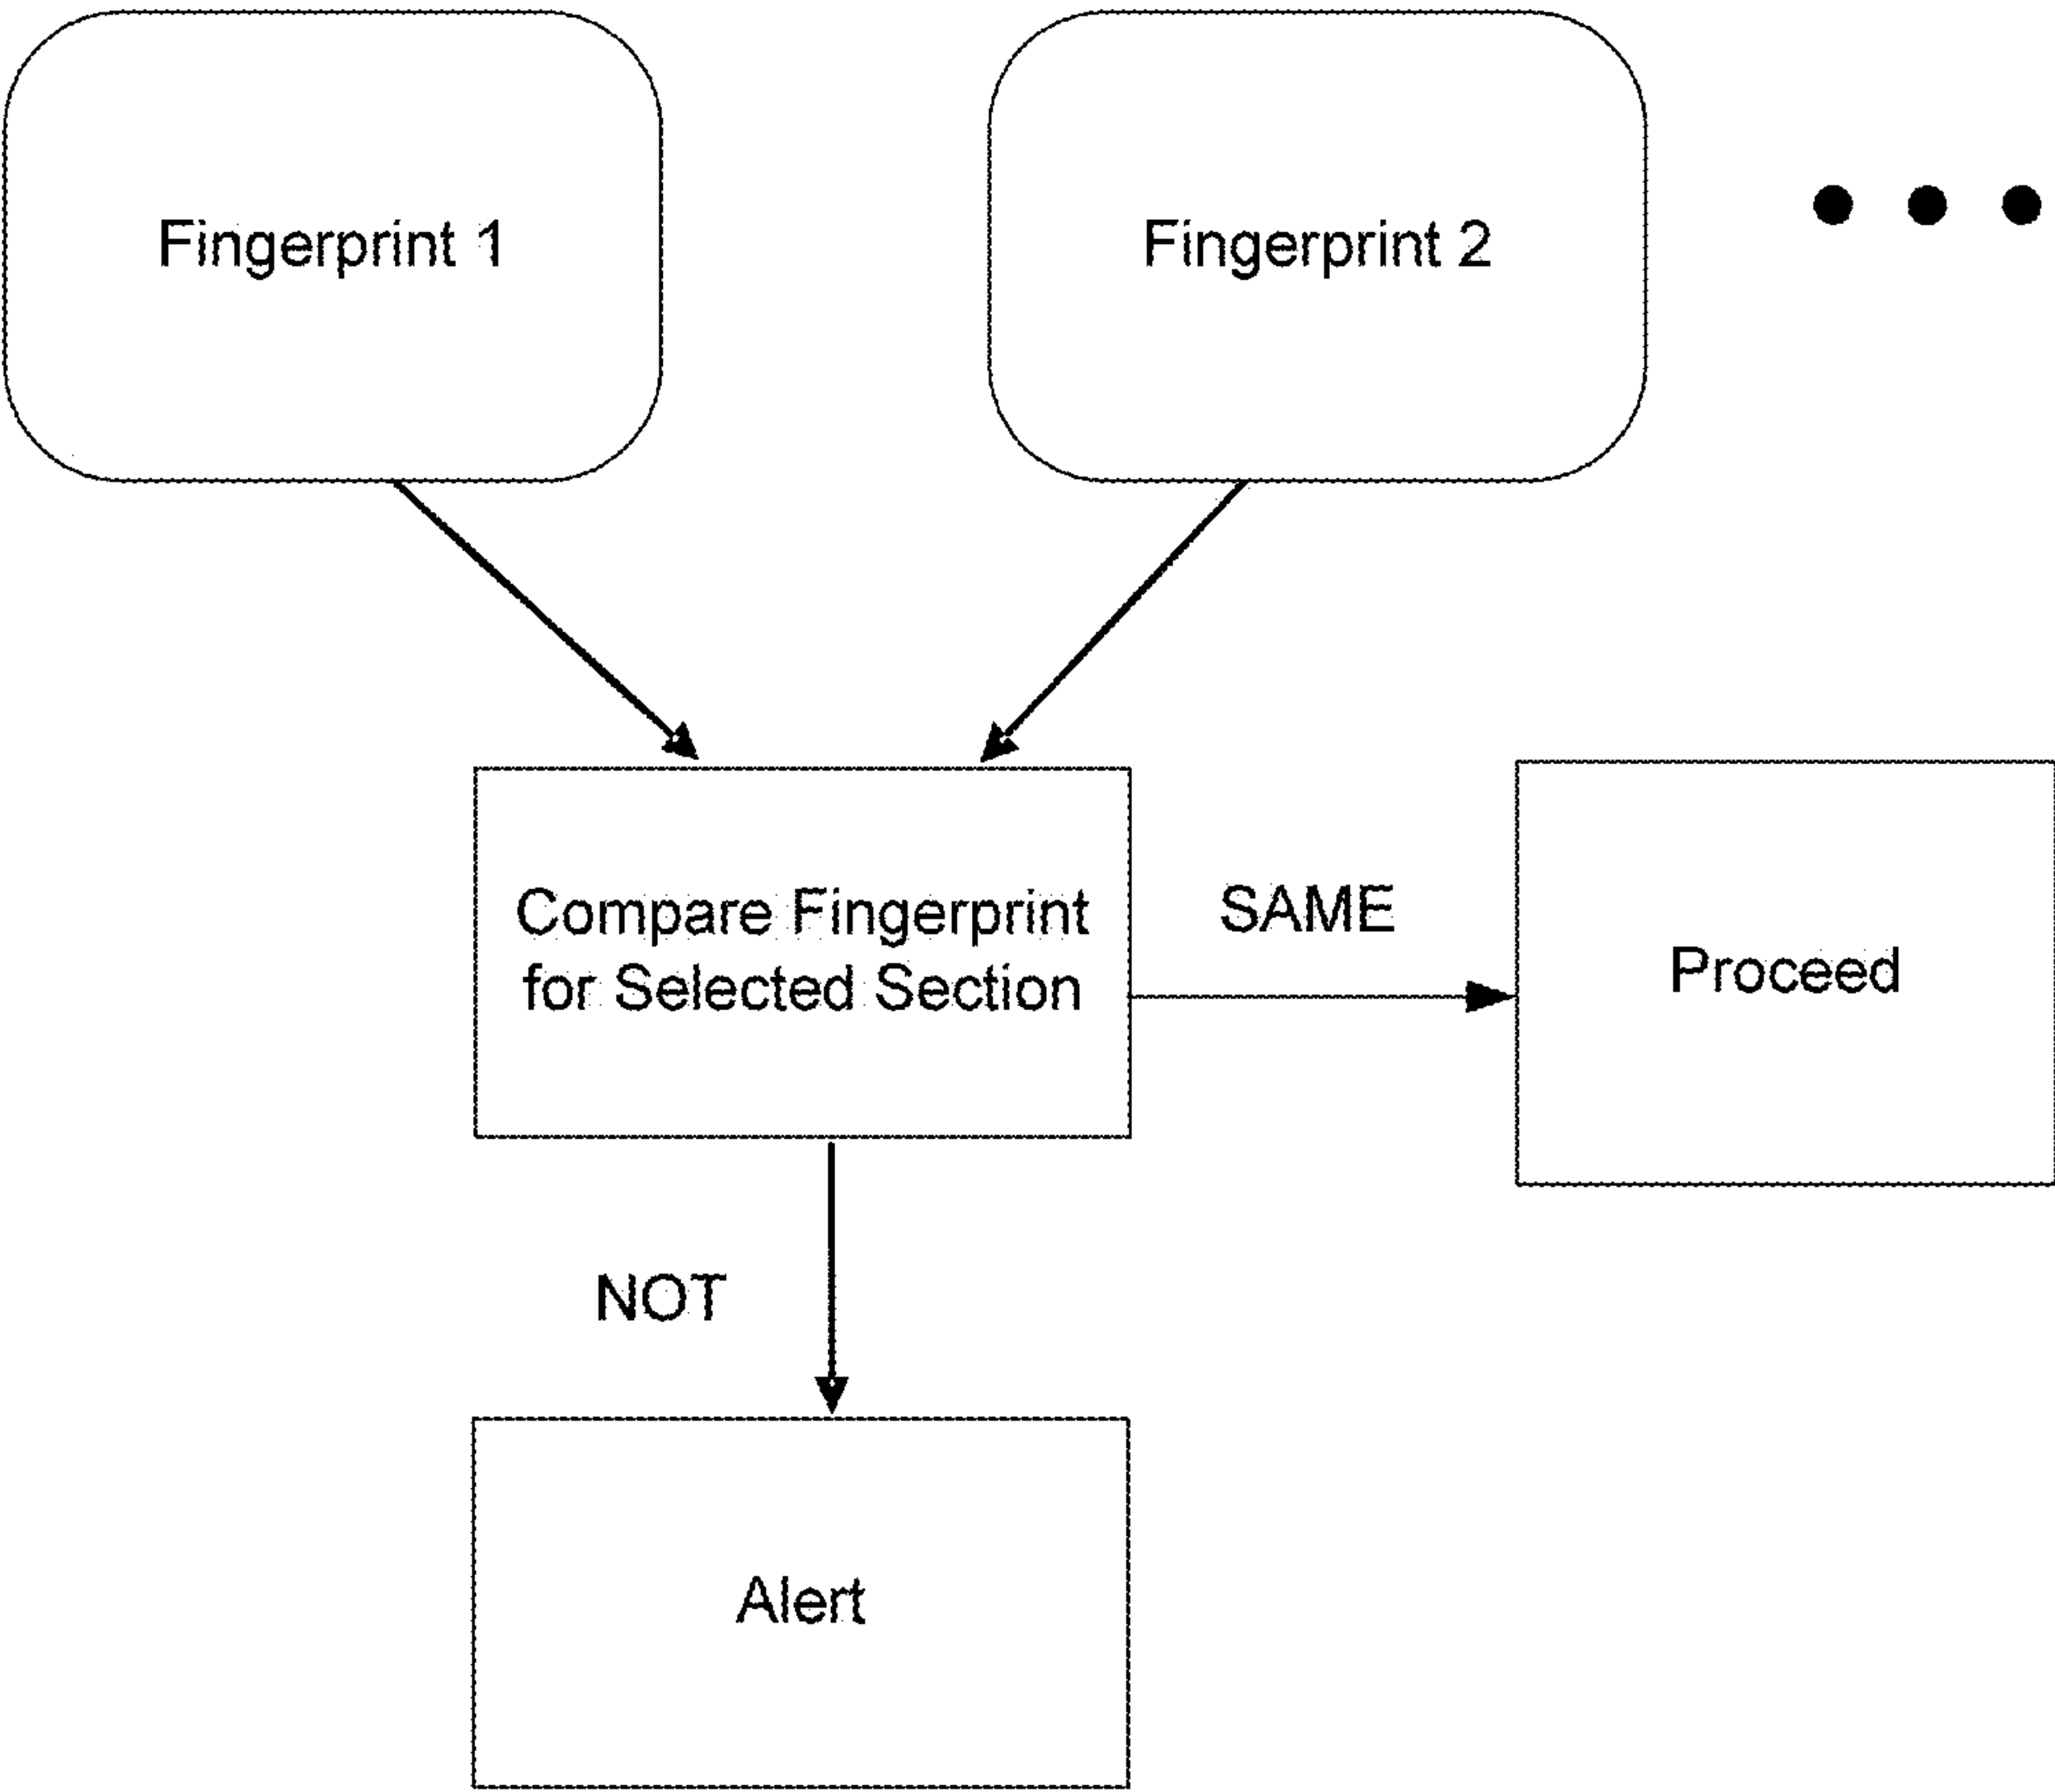 Fingerprint 1
Fingerprint 2
Compare Fingerprint
for Selected Section
SAME
Proceed
NOT
Alert